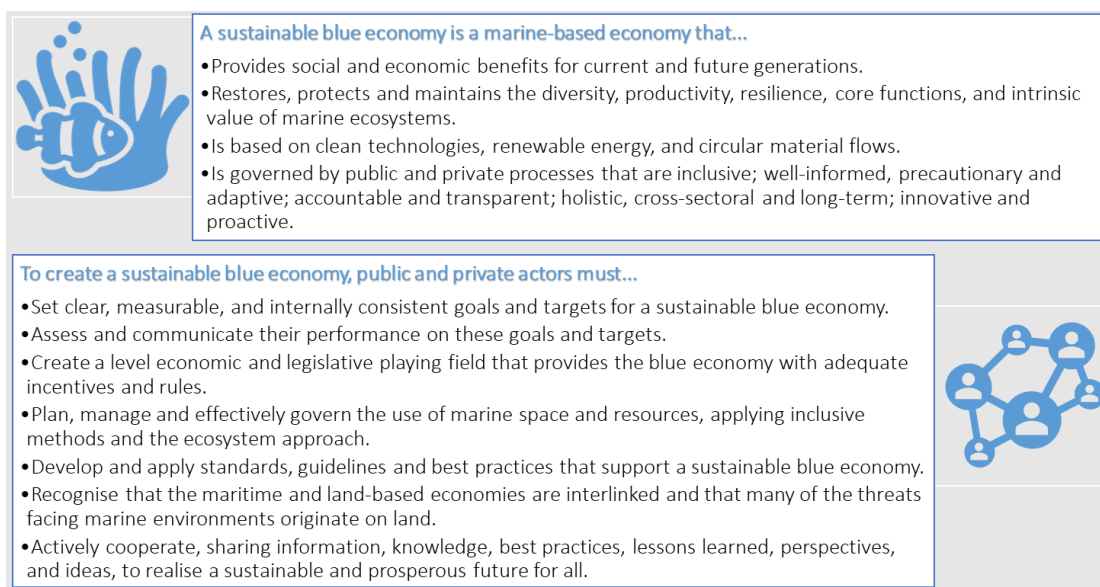 A sustainable blue economy is a marine-based economy that...
•Provides social and economic benefits for current and future generations.
•Restores, protects and maintains the diversity, productivity, resilience, core functions, and intrinsic
value of marine ecosystems.
•Is based on clean technologies, renewable energy, and circular material flows.
•Is governed by public and private processes that are inclusive; well-informed, precautionary and
adaptive; accountable and transparent; holistic, cross-sectoral and long-term; innovative and
proactive.
To create a sustainable blue economy, public and private actors must...
•Set clear, measurable, and internally consistent goals and targets for a sustainable blue economy.
•Assess and communicate their performance on these goals and targets.
•Create a level economic and legislative playing field that provides the blue economy with adequate
incentives and rules.
•Plan, manage and effectively govern the use of marine space and resources, applying inclusive
methods and the ecosystem approach.
•Develop and apply standards, guidelines and best practices that support a sustainable blue economy.
•Recognise that the maritime and land-based economies are interlinked and that many of the threats
facing marine environments originate on land.
•Actively cooperate, sharing information, knowledge, best practices, lessons learned, perspectives,
and ideas, to realise a sustainable and prosperous future for all.